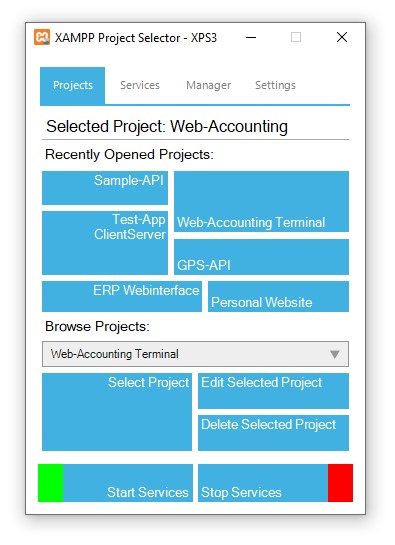 XAMPP Project Selector - XPS3
Projects
Services
Manager
Settings
Selected Project: Web-Accounting
Recently Opened Projects:
Sample-API
Web-Accounting Terminal
Test-App
ClientServer
GPS-API
ERP Webinterface
Personal Website
Browse Projects:
Web-Accounting Terminal
Select Project
Edit Selected Project
Delete Selected Project
Start Services
Stop Services